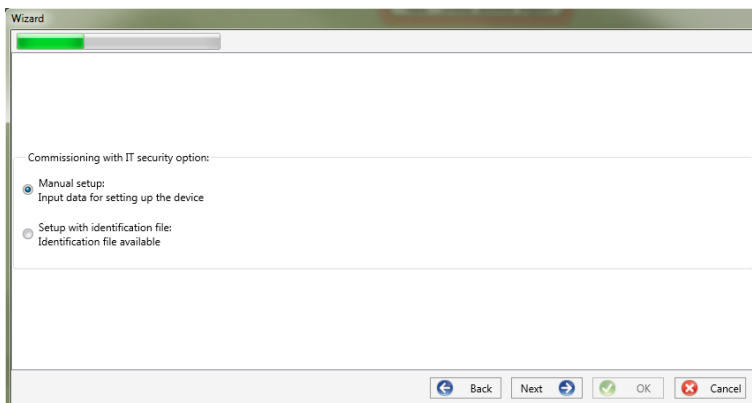 Wizard
Commissioning with IT security option:
Manual setup:
Input data for setting up the device
Setup with identification file:
Identification file available
Back Next OK Cancel